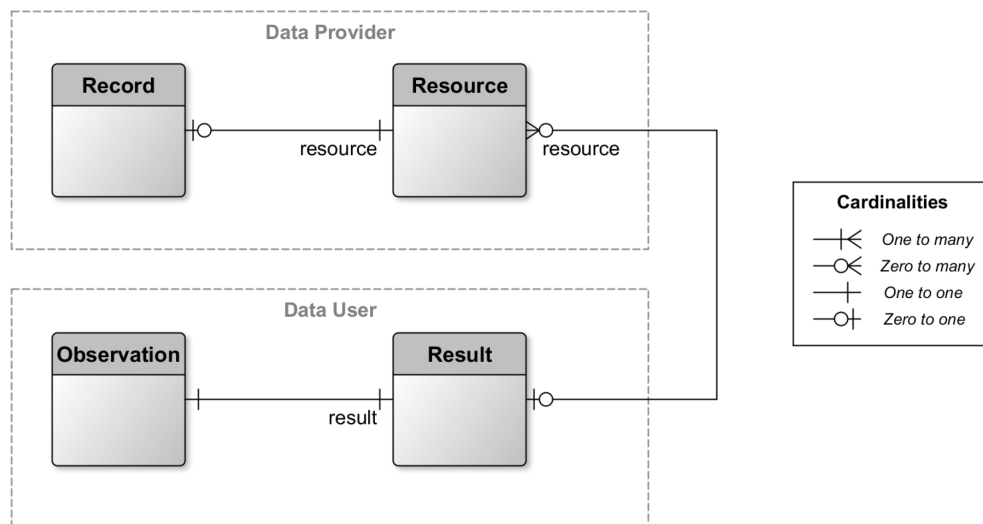 Data Provider
Record
Resource
resource
resource
Cardinalities
One to many
Zero to many
One to one
Zero to one
Data User
Observation
Result
result